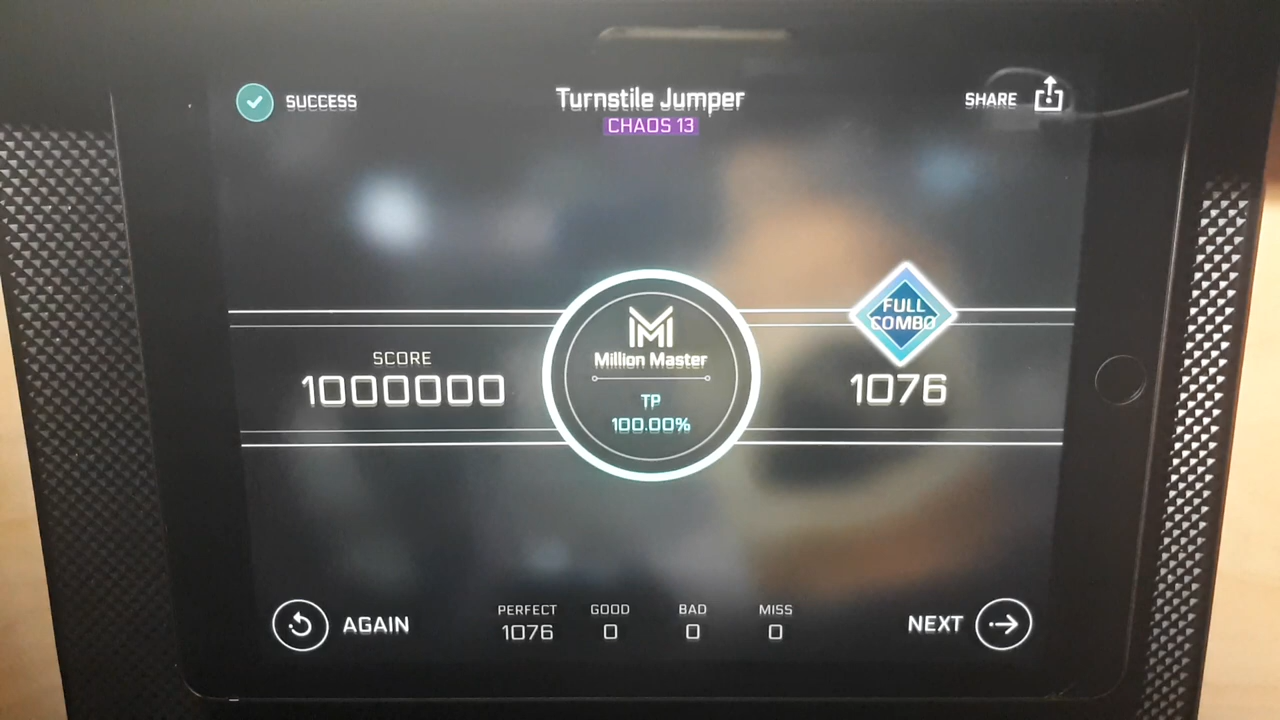 SUCCESS
Turnstile Jumper
SHARE
CHAOS 13
FULL
COMBO
Million Master
SCORE
1000000
TP
100.00%
1076
AGAIN
PERFECT
1076
GOOD
0
BAD
0
MISS
0
NEXT